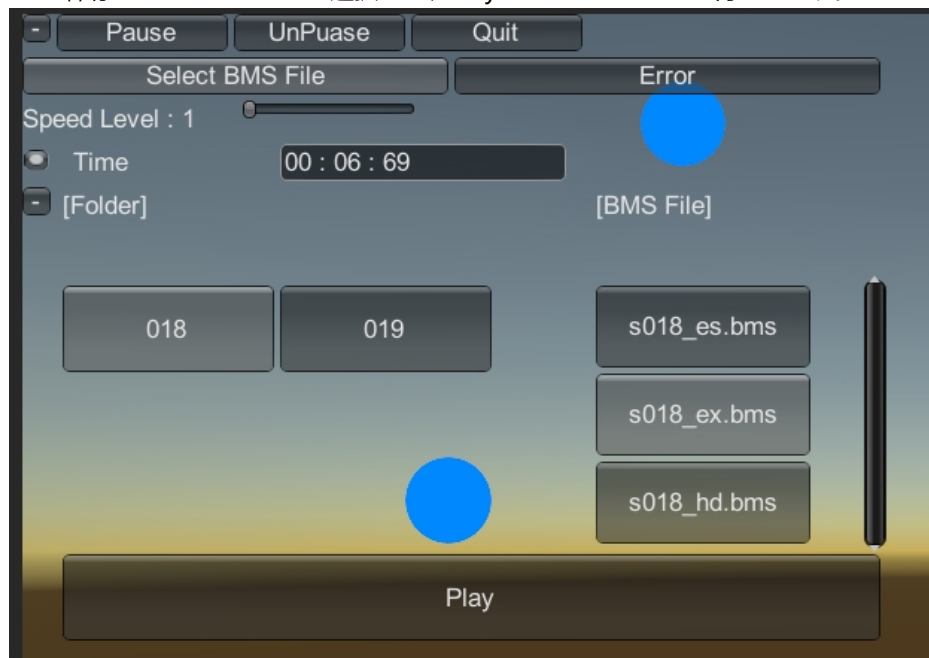 - Pause UnPuase Quit
Select BMS File Error
Speed Level : 1
Time 00 : 06 : 69
- [Folder] [BMS File]
018 019 s018_es.bms
s018_ex.bms
s018_hd.bms
Play